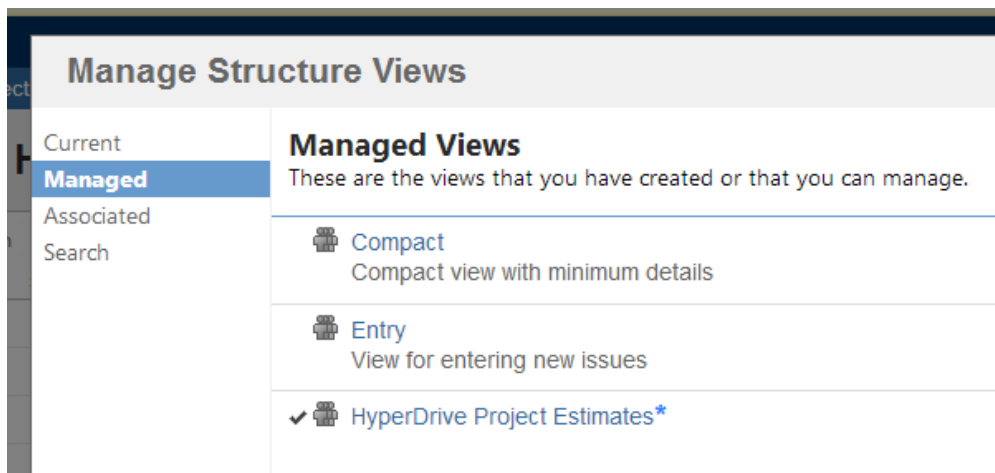 Manage Structure Views
ect
Current
Managed
Associated
Search
H
Managed Views
These are the views that you have created or that you can manage.
Compact
Compact view with minimum details
Entry
View for entering new issues
HyperDrive Project Estimates*